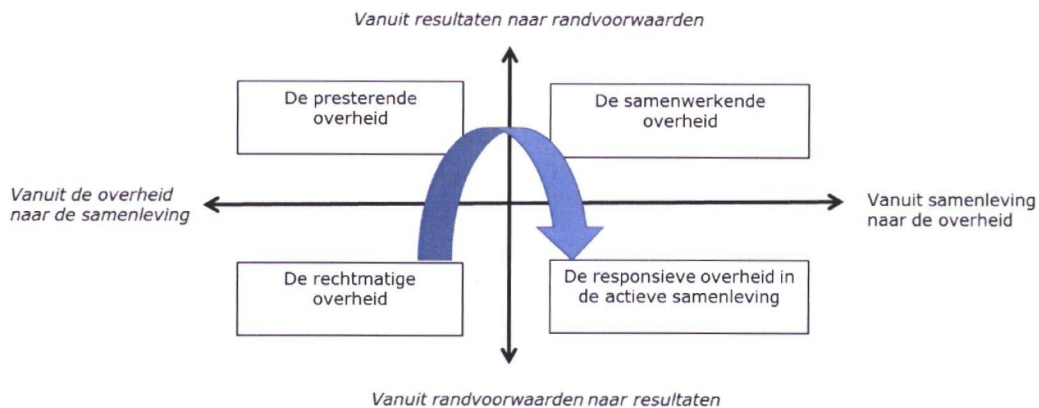 Vanuit resultaten naar randvoorwaarden
De presterende
overheid
De samenwerkende
overheid
Vanuit de overheid
naar de samenleving
Vanuit samenleving
naar de overheid
De rechtmatige
overheid
De responsieve overheid in
de actieve samenleving
Vanuit randvoorwaarden naar resultaten